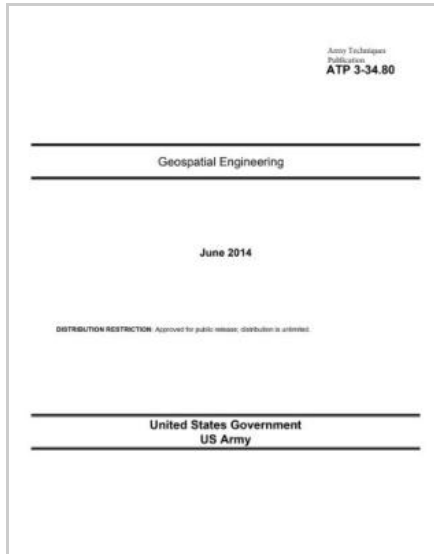 Army Techniques
Publication
ATP 3-34.80
Geospatial Engineering
June 2014
DISTRIBUTION RESTRICTION: Approved for public release; distribution is unlimited.
United States Government
US Army